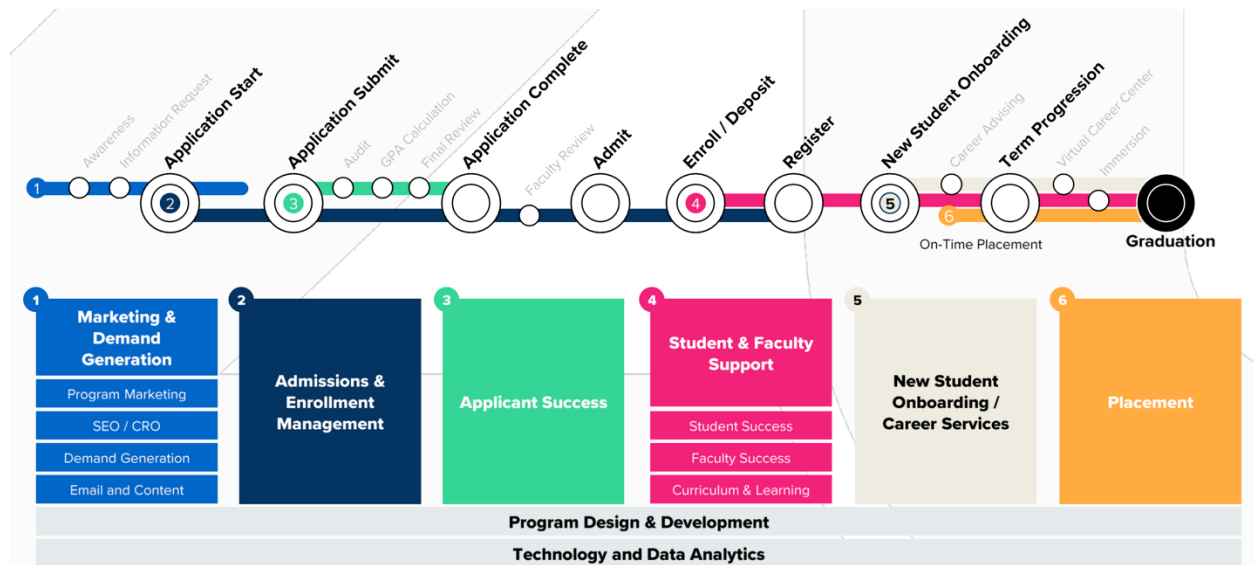 Awareness
Information Request
Application Start
Application Submit
Audit
GPA Calculation
Final Review
Application Complete
Faculty Review
Admit
Enroll / Deposit
Register
New Student Onboarding
Career Advising
Term Progression
Virtual Career Center
Immersion
1
2
3
4
5
6
On-Time Placement
Graduation
1
Marketing &
Demand
Generation
Program Marketing
SEO / CRO
Demand Generation
Email and Content
2
Admissions &
Enrollment
Management
3
Applicant Success
4
Student & Faculty
Support
Student Success
Faculty Success
Curriculum & Learning
5
New Student
Onboarding /
Career Services
6
Placement
Program Design & Development
Technology and Data Analytics